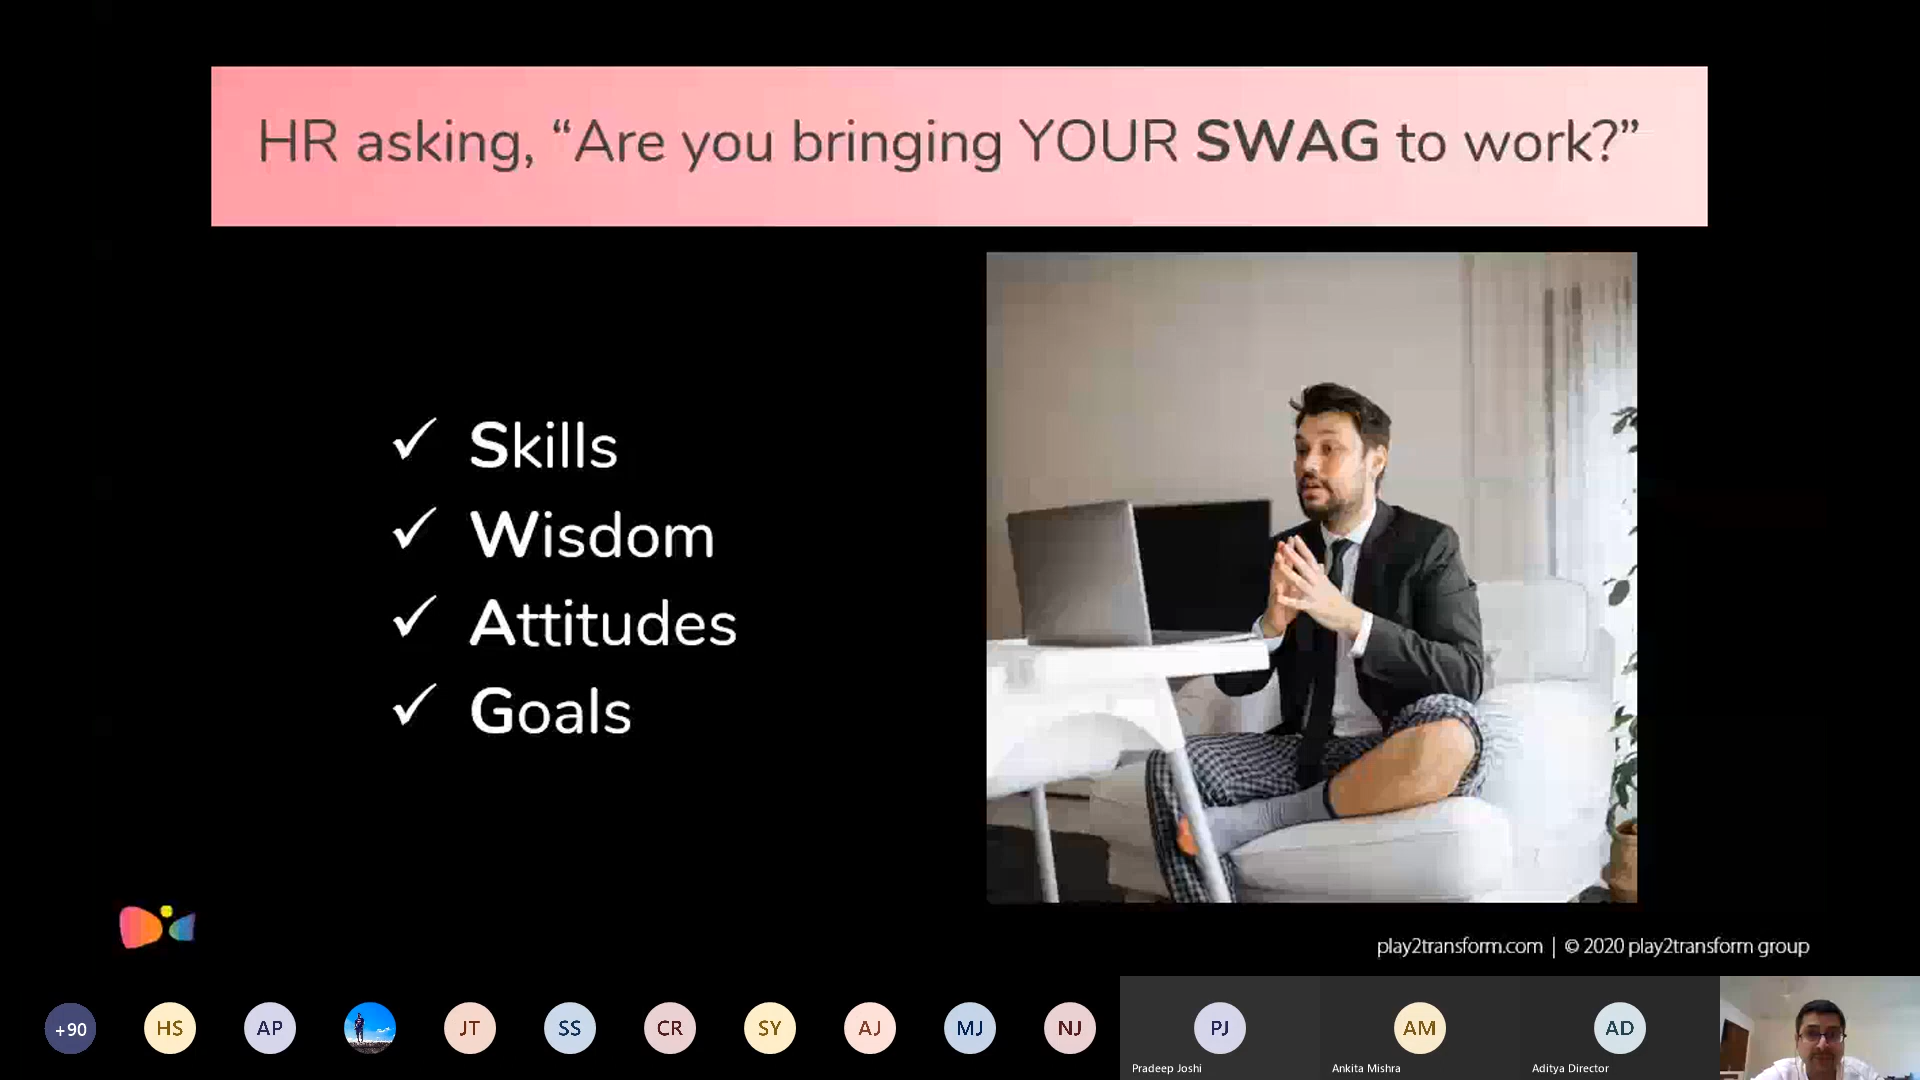 HR asking, “Are you bringing YOUR SWAG to work?”
✓ Skills
✓ Wisdom
✓ Attitudes
✓ Goals
play2transform.com | © 2020 play2transform group
+90
HS
AP
JT
SS
CR
SY
AJ
MJ
NJ
PJ
AM
AD
Pradeep Joshi
Ankita Mishra
Aditya Director